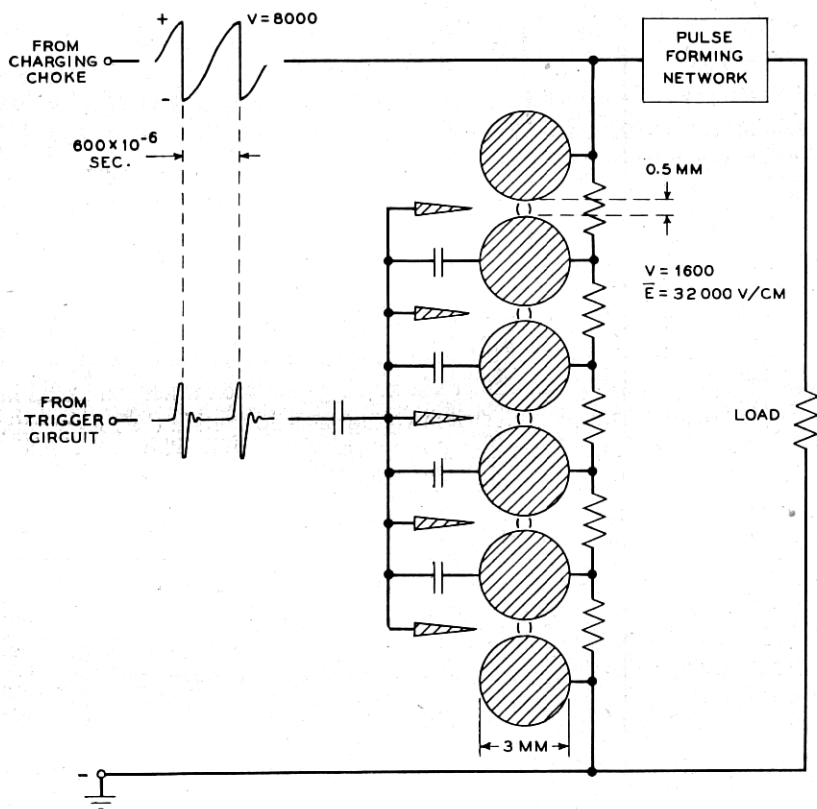 +
V = 8000
FROM
CHARGING
CHOKE
-
600 × 10⁻⁶
SEC.
PULSE
FORMING
NETWORK
0.5 MM
V = 1600
E̅ = 32 000 V/CM
FROM
TRIGGER
CIRCUIT
LOAD
3 MM
-